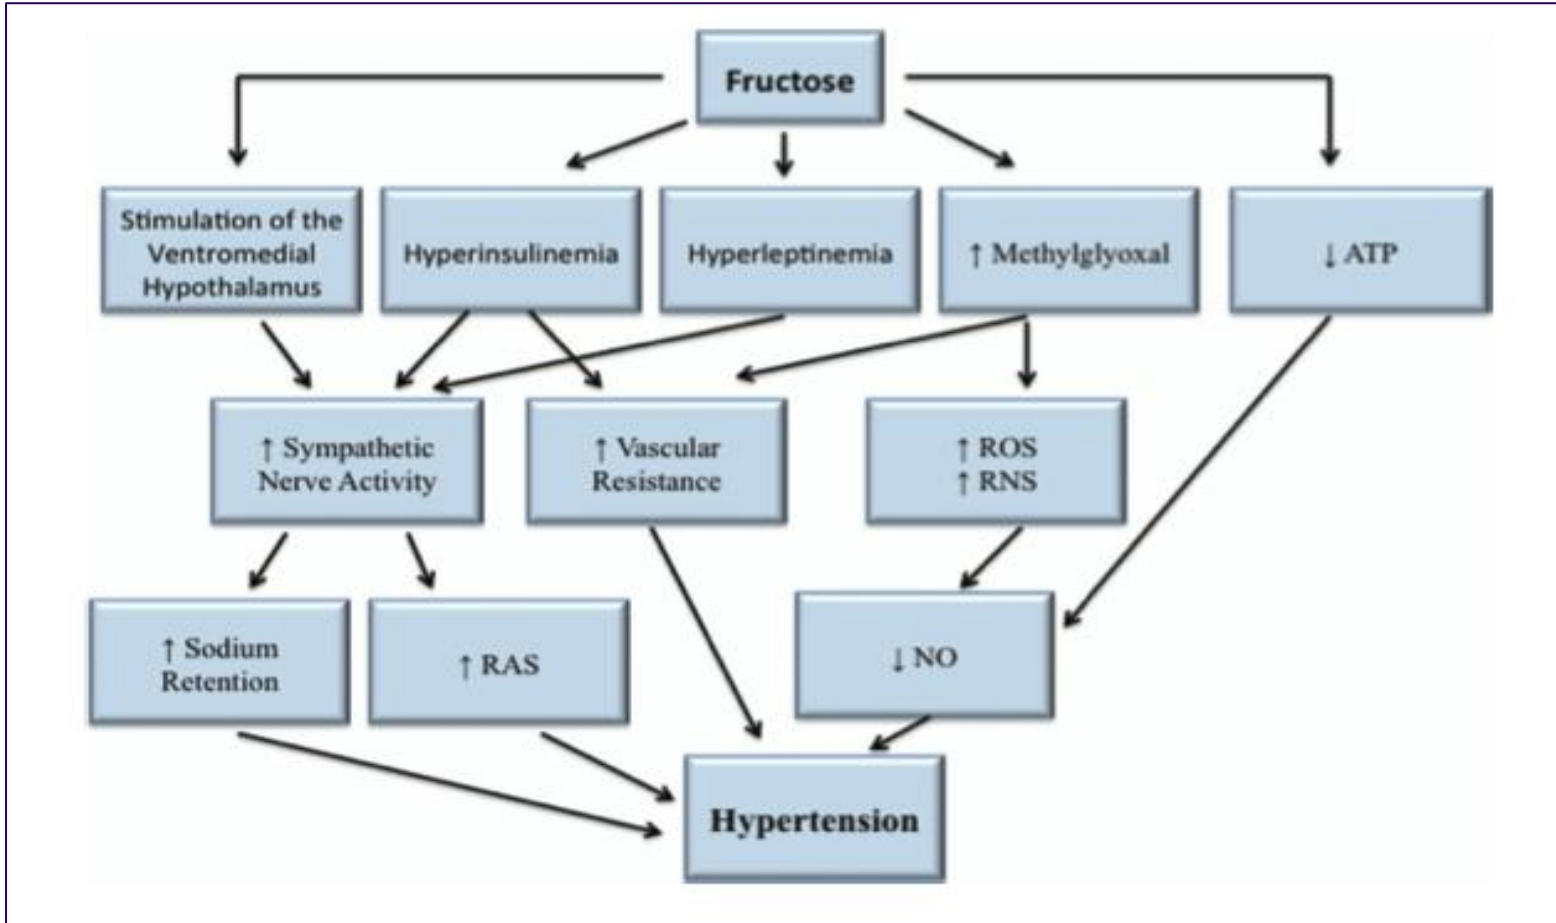 Fructose
Stimulation of the
Ventromedial
Hypothalamus
Hyperinsulinemia
Hyperleptinemia
↑ Methylglyoxal
↓ ATP
↑ Sympathetic
Nerve Activity
↑ Vascular
Resistance
↑ ROS
↑ RNS
↑ Sodium
Retention
↑ RAS
↓ NO
Hypertension